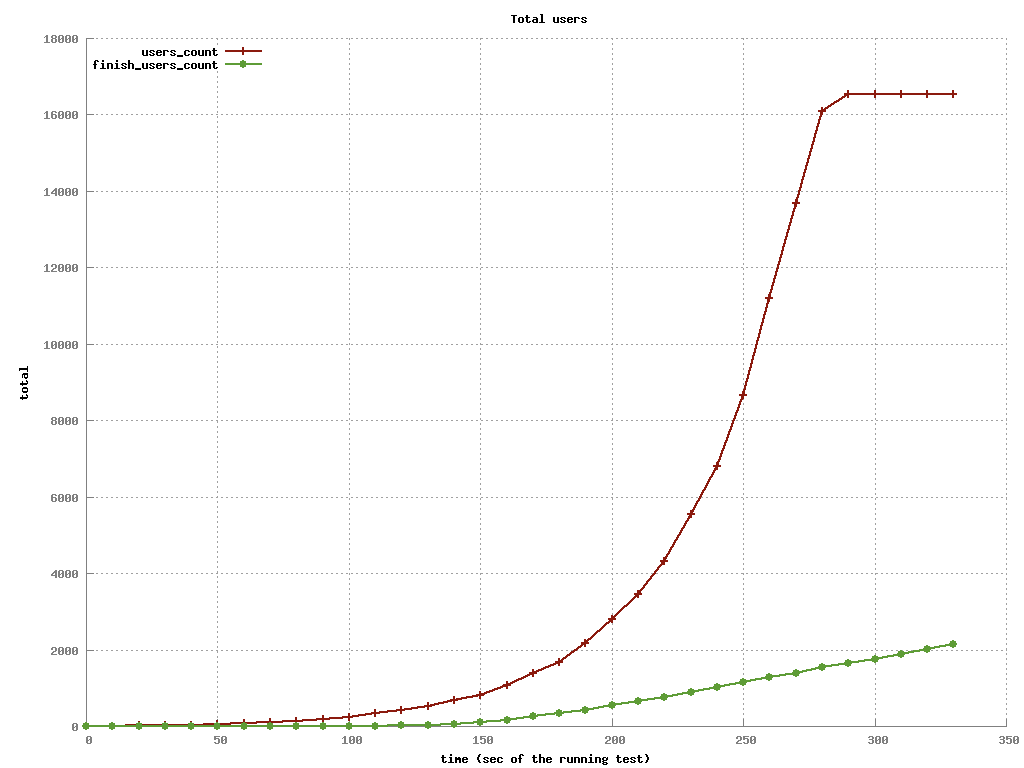 Total users
18000
users_count
finish_users_count
16000
14000
12000
10000
total
8000
6000
4000
2000
0
0 50 100 150 200 250 300 350
time (sec of the running test)